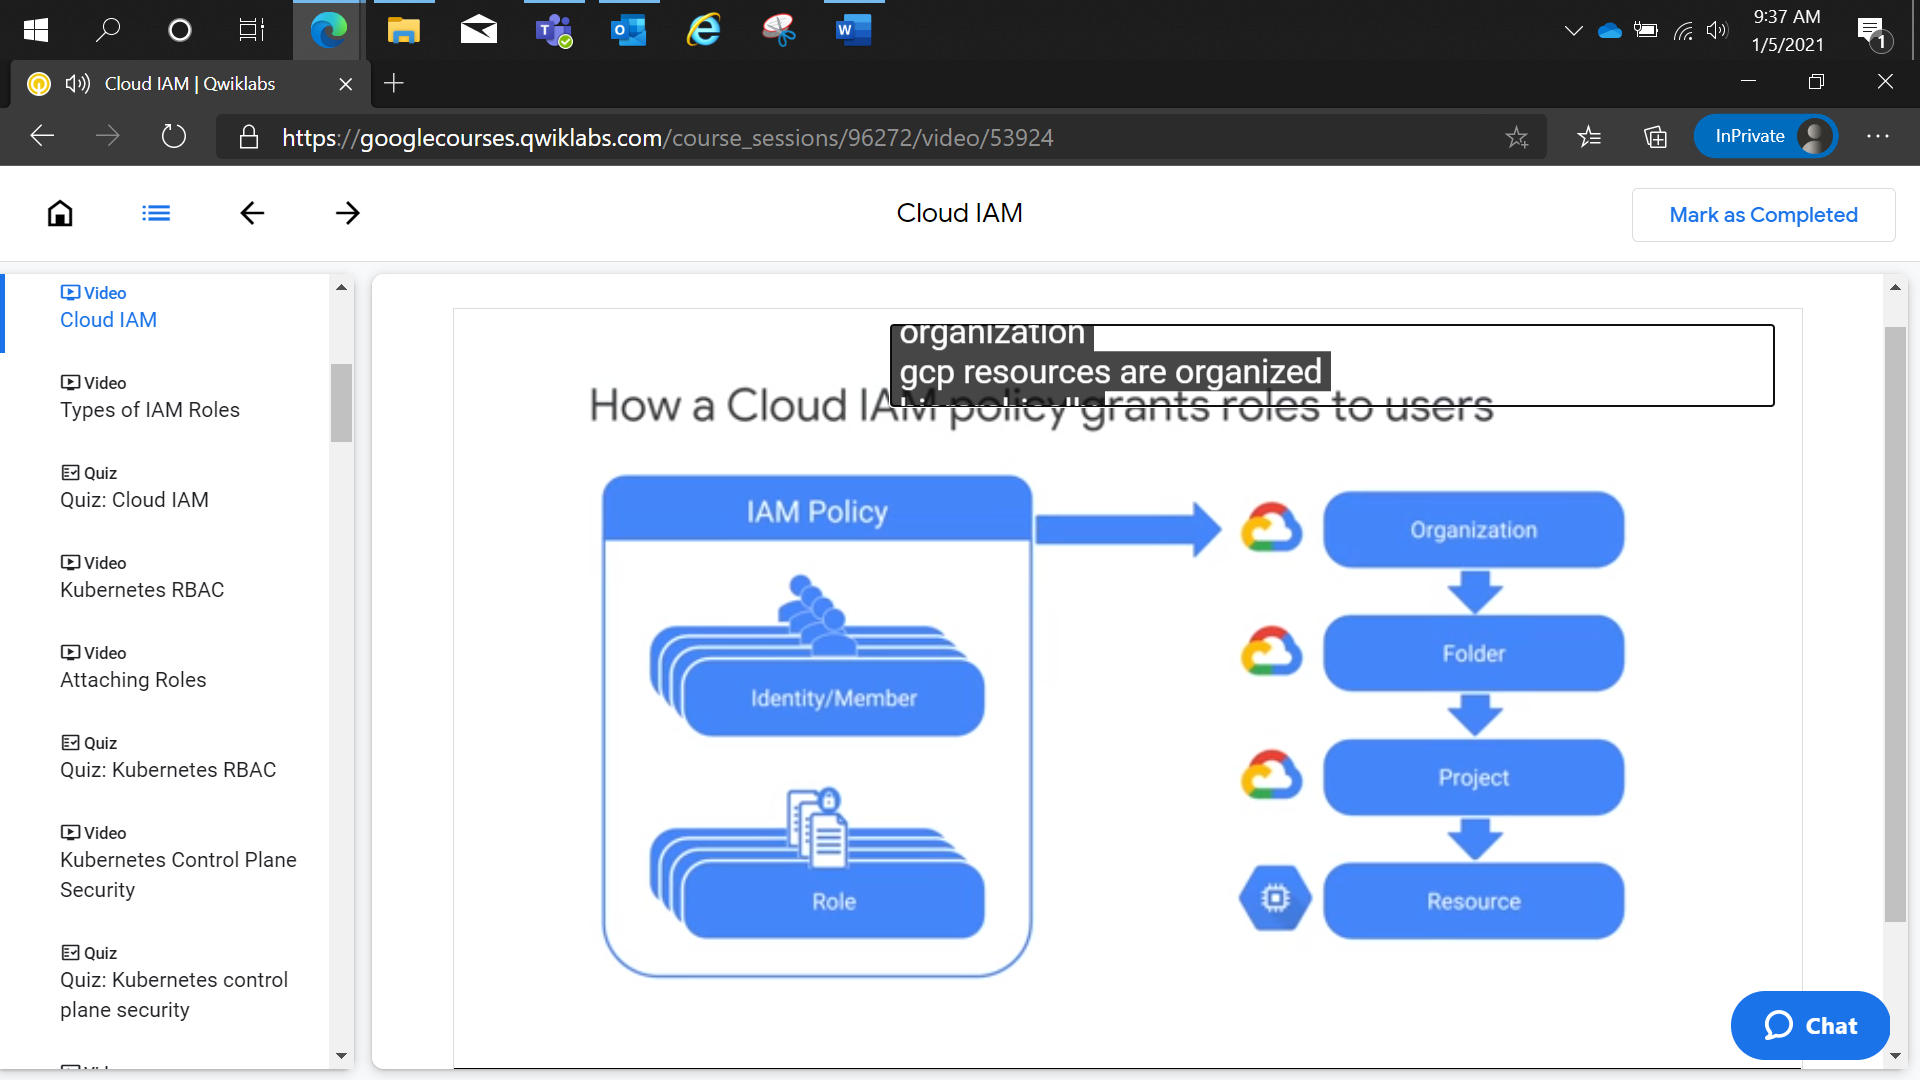 9:37 AM
1/5/2021
1
Cloud IAM | Qwiklabs
https://googlecourses.qwiklabs.com/course_sessions/96272/video/53924
InPrivate
Cloud IAM
Mark as Completed
Video
Cloud IAM
Video
Types of IAM Roles
Quiz
Quiz: Cloud IAM
Video
Kubernetes RBAC
Video
Attaching Roles
Quiz
Quiz: Kubernetes RBAC
Video
Kubernetes Control Plane
Security
Quiz
Quiz: Kubernetes control
plane security
organization
gcp resources are organized
How a Cloud IAM policy grants roles to users
IAM Policy
Identity/Member
Role
Organization
Folder
Project
Resource
Chat